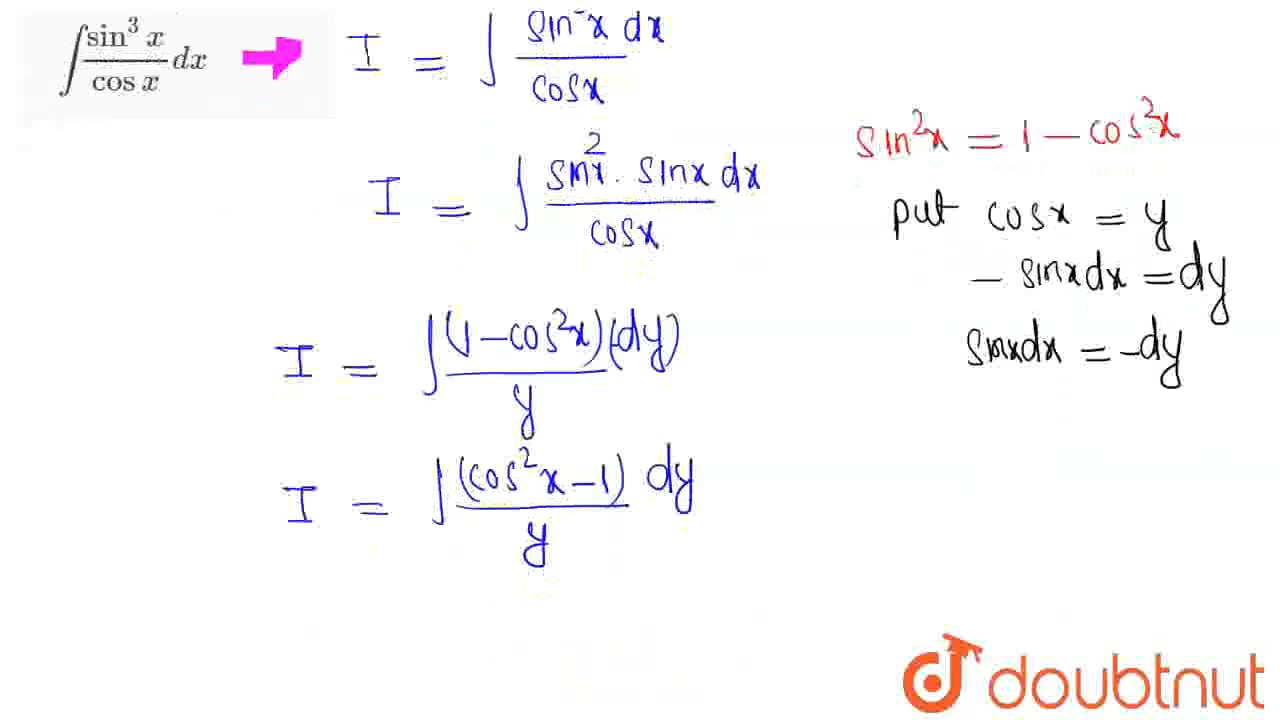 ∫ sin³ x / cos x dx ➡ I = ∫ sin³x dx / cosx
I = ∫ sin²x · sinx dx / cosx
I = ∫ (1 – cos²x) (-dy) / y
I = ∫ (cos²x – 1) dy / y
sin²x = 1 – cos²x
put cosx = y
– sinx dx = dy
sinx dx = -dy
doubtnut